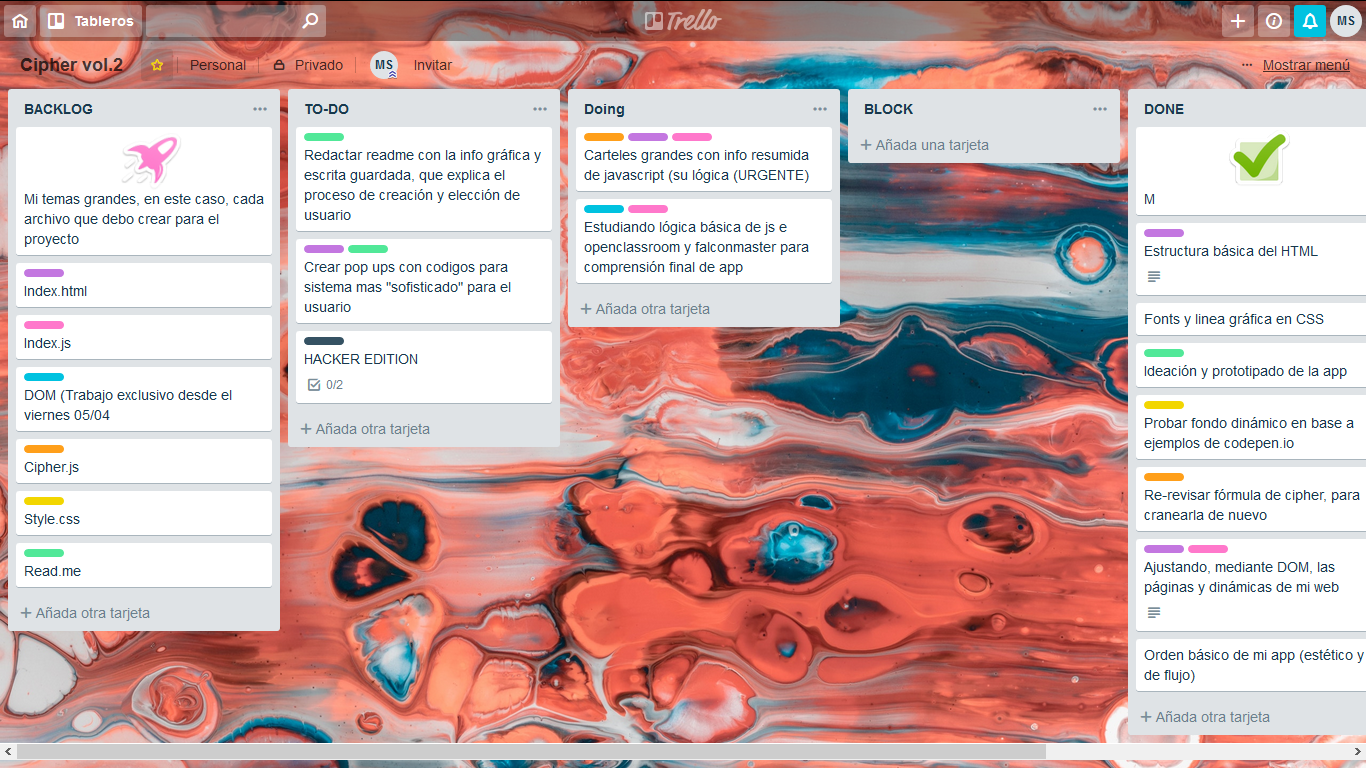 Tableros
Trello
MS
Cipher vol.2
Personal
Privado
MS
Invitar
Mostrar menú
BACKLOG
Mi temas grandes, en este caso, cada
archivo que debo crear para el
proyecto
Index.html
Index.js
DOM (Trabajo exclusivo desde el
viernes 05/04
Cipher.js
Style.css
Read.me
+ Añada otra tarjeta
TO-DO
Redactar readme con la info gráfica y
escrita guardada, que explica el
proceso de creación y elección de
usuario
Crear pop ups con codigos para
sistema mas "sofisticado" para el
usuario
HACKER EDITION
0/2
+ Añada otra tarjeta
Doing
Carteles grandes con info resumida
de javascript (su lógica (URGENTE)
Estudiando lógica básica de js e
openclassroom y falconmaster para
comprensión final de app
+ Añada otra tarjeta
BLOCK
+ Añada una tarjeta
DONE
M
Estructura básica del HTML
Fonts y linea gráfica en CSS
Ideación y prototipado de la app
Probar fondo dinámico en base a
ejemplos de codepen.io
Re-revisar fórmula de cipher, para
cranearla de nuevo
Ajustando, mediante DOM, las
páginas y dinámicas de mi web
Orden básico de mi app (estético y
de flujo)
+ Añada otra tarjeta